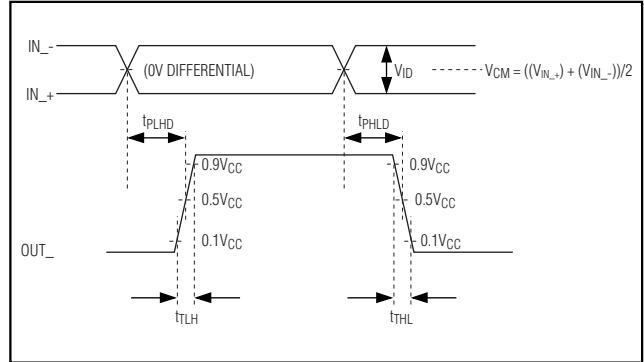 IN_-
(0V DIFFERENTIAL)
VID
VCM = ((VIN_+) + (VIN_-))/2
IN_+
tPLHD
tPHLD
0.9VCC
0.9VCC
0.5VCC
0.5VCC
0.1VCC
0.1VCC
OUT_
tTLH
tTHL